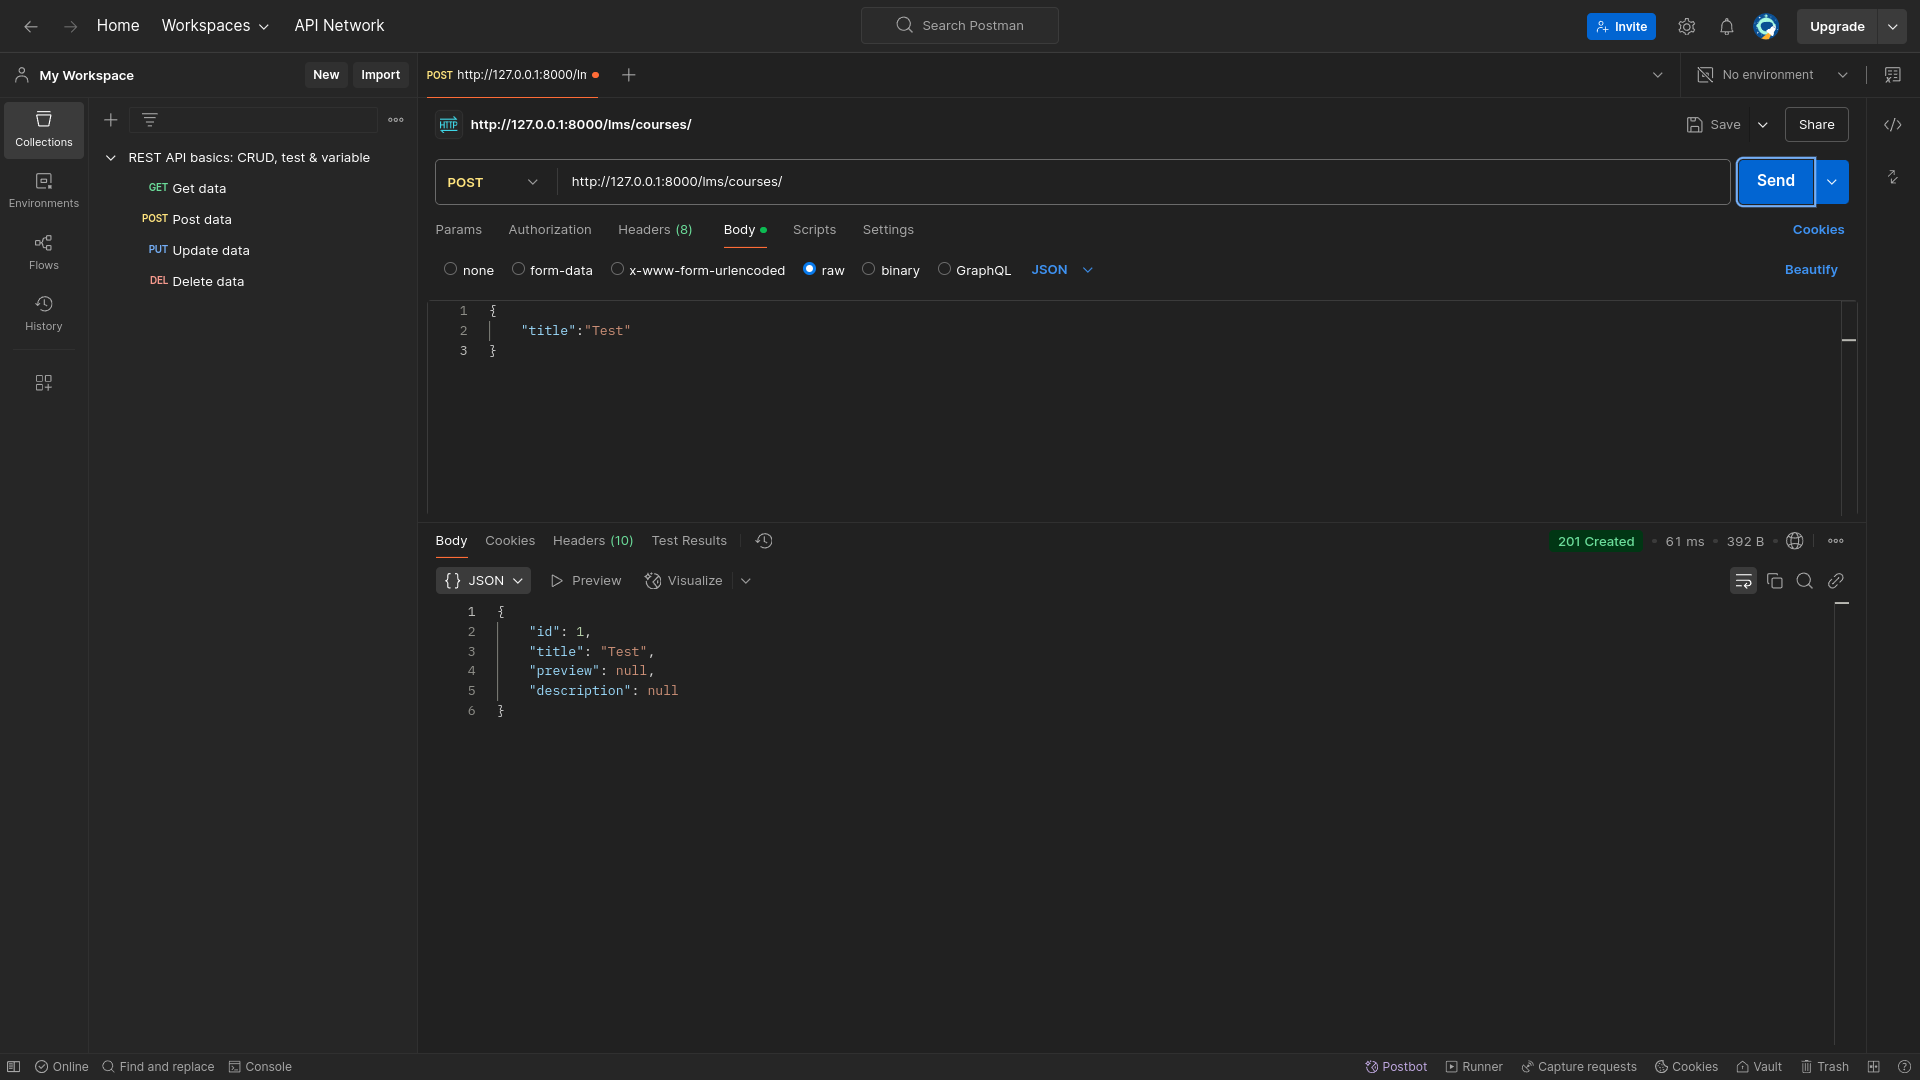 Home Workspaces API Network Search Postman Invite Upgrade
My Workspace New Import POST http://127.0.0.1:8000/ln No environment
Collections
Environments
Flows
History
REST API basics: CRUD, test & variable
GET Get data
POST Post data
PUT Update data
DEL Delete data
HTTP http://127.0.0.1:8000/lms/courses/ Save Share
POST http://127.0.0.1:8000/lms/courses/ Send
Params Authorization Headers (8) Body Scripts Settings Cookies
none form-data x-www-form-urlencoded raw binary GraphQL JSON Beautify
1 {
2 "title":"Test"
3 }
Body Cookies Headers (10) Test Results 201 Created 61 ms 392 B
{} JSON Preview Visualize
1 {
2 "id": 1,
3 "title": "Test",
4 "preview": null,
5 "description": null
6 }
Online Find and replace Console Postbot Runner Capture requests Cookies Vault Trash